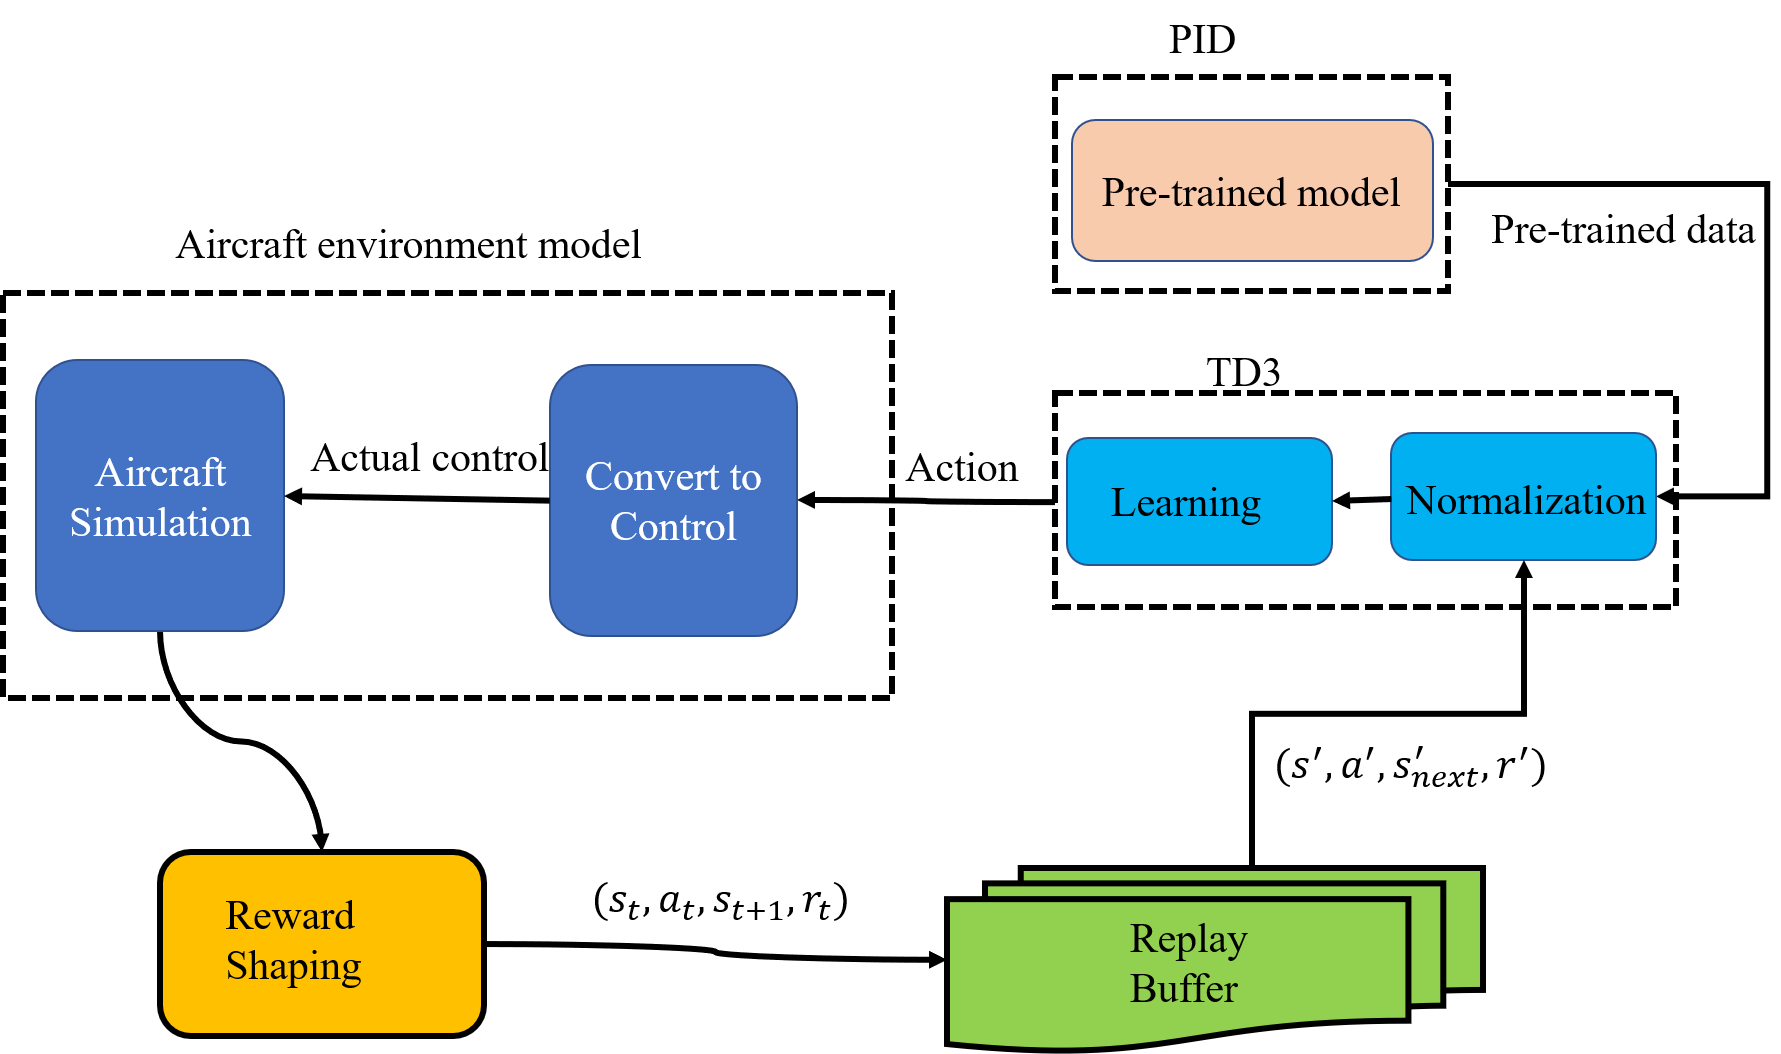 PID
Pre-trained model
Pre-trained data
Aircraft environment model
TD3
Aircraft
Simulation
Actual control
Convert to
Control
Action
Learning
Normalization
(s′, a′, s′_{next}, r′)
Reward
Shaping
(s_t, a_t, s_{t+1}, r_t)
Replay
Buffer